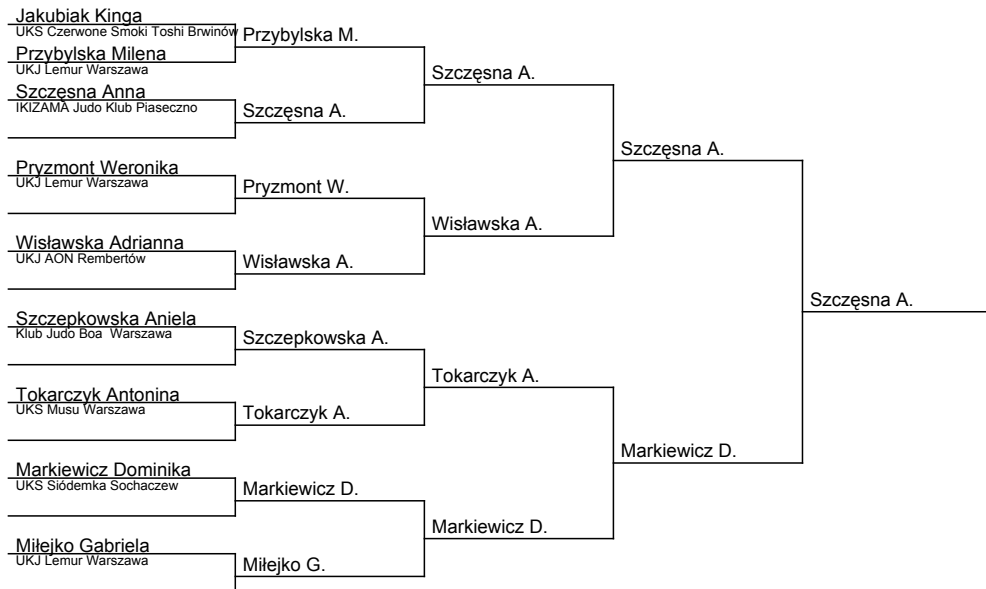 Jakubiak Kinga
UKS Czerwone Smoki Toshi Brwinów
Przybylska Milena
UKJ Lemur Warszawa
Szczęsna Anna
IKIZAMA Judo Klub Piaseczno
Pryzmont Weronika
UKJ Lemur Warszawa
Wisławska Adrianna
UKJ AON Rembertów
Szczepkowska Aniela
Klub Judo Boa  Warszawa
Tokarczyk Antonina
UKS Musu Warszawa
Markiewicz Dominika
UKS Siódemka Sochaczew
Miłejko Gabriela
UKJ Lemur Warszawa
Przybylska M.
Szczęsna A.
Pryzmont W.
Wisławska A.
Szczepkowska A.
Tokarczyk A.
Markiewicz D.
Miłejko G.
Szczęsna A.
Wisławska A.
Tokarczyk A.
Markiewicz D.
Szczęsna A.
Markiewicz D.
Szczęsna A.